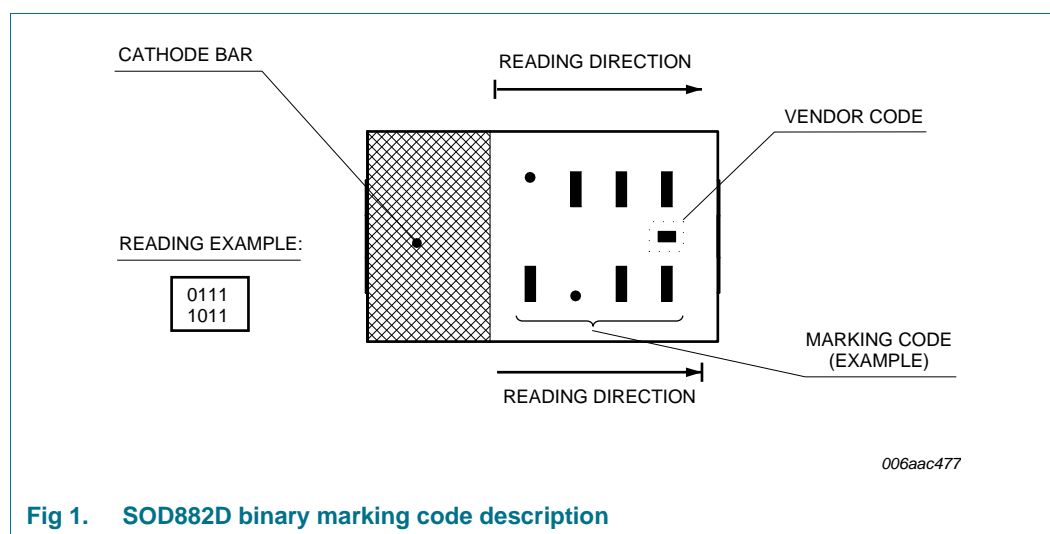 CATHODE BAR
READING DIRECTION
VENDOR CODE
READING EXAMPLE:
0111
1011
MARKING CODE
(EXAMPLE)
READING DIRECTION
006aac477
Fig 1. SOD882D binary marking code description